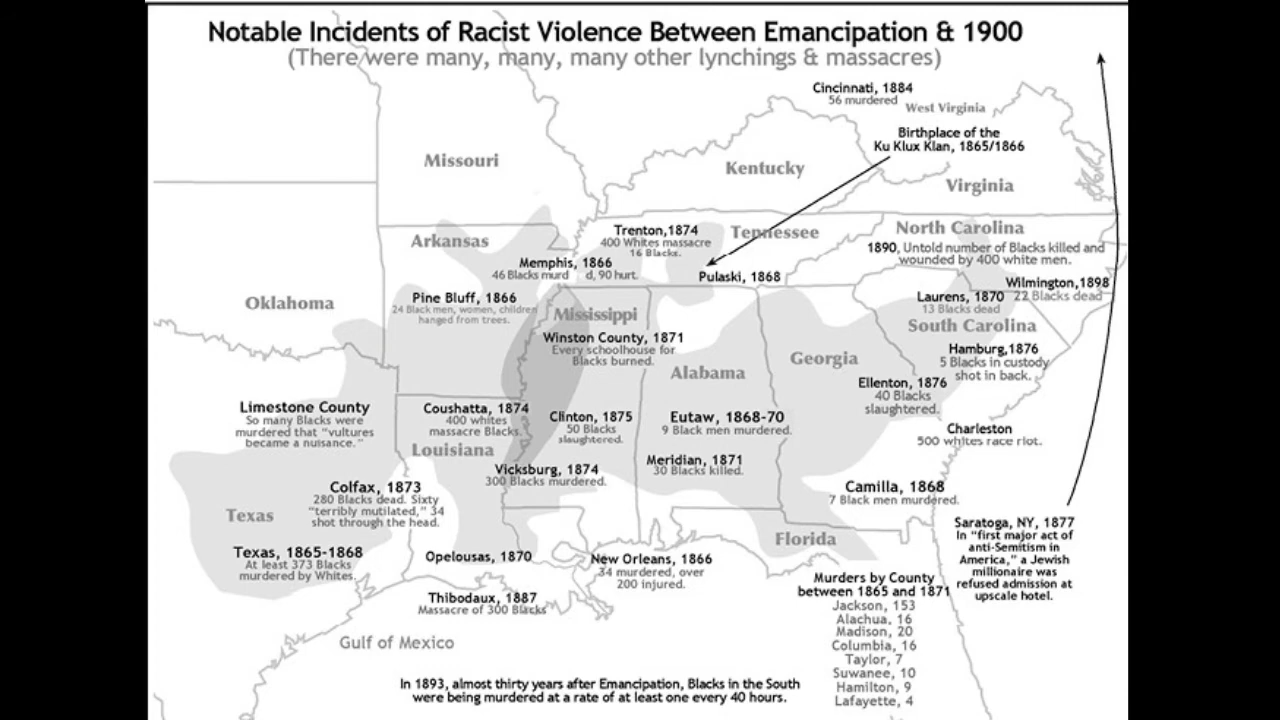 Notable Incidents of Racist Violence Between Emancipation & 1900
(There were many, many, many other lynchings & massacres)
Cincinnati, 1884
56 murdered
West Virginia
Birthplace of the
Ku Klux Klan, 1865/1866
Missouri
Kentucky
Virginia
Trenton,1874
400 Whites massacre
16 Blacks.
Tennessee
North Carolina
1890, Untold number of Blacks killed and
wounded by 400 white men.
Arkansas
Memphis, 1866
46 Blacks murd d, 90 hurt.
Pulaski, 1868
Wilmington,1898
22 Blacks dead
Oklahoma
Pine Bluff, 1866
24 Black men, women, children
hanged from trees.
Mississippi
Laurens, 1870
13 Blacks dead
South Carolina
Winston County, 1871
Every schoolhouse for
Blacks burned.
Alabama
Georgia
Hamburg,1876
5 Blacks in custody
shot in back.
Ellenton, 1876
40 Blacks
slaughtered.
Limestone County
So many Blacks were
murdered that “vultures
became a nuisance.”
Coushatta, 1874
400 whites
massacre Blacks.
Louisiana
Clinton, 1875
50 Blacks
slaughtered.
Eutaw, 1868-70
9 Black men murdered.
Charleston
500 whites race riot.
Meridian, 1871
30 Blacks killed.
Vicksburg, 1874
300 Blacks murdered.
Colfax, 1873
280 Blacks dead. Sixty
“terribly mutilated,” 34
shot through the head.
Camilla, 1868
7 Black men murdered.
Texas
Texas, 1865-1868
At least 373 Blacks
murdered by Whites.
Opelousas, 1870
New Orleans, 1866
34 murdered, over
200 injured.
Florida
Saratoga, NY, 1877
In “first major act of
anti-Semitism in
America,” a Jewish
millionaire was
refused admission at
upscale hotel.
Thibodaux, 1887
Massacre of 300 Blacks
Murders by County
between 1865 and 1871
Jackson, 153
Alachua, 16
Madison, 20
Columbia, 16
Taylor, 7
Suwanee, 10
Hamilton, 9
Lafayette, 4
Gulf of Mexico
In 1893, almost thirty years after Emancipation, Blacks in the South
were being murdered at a rate of at least one every 40 hours.